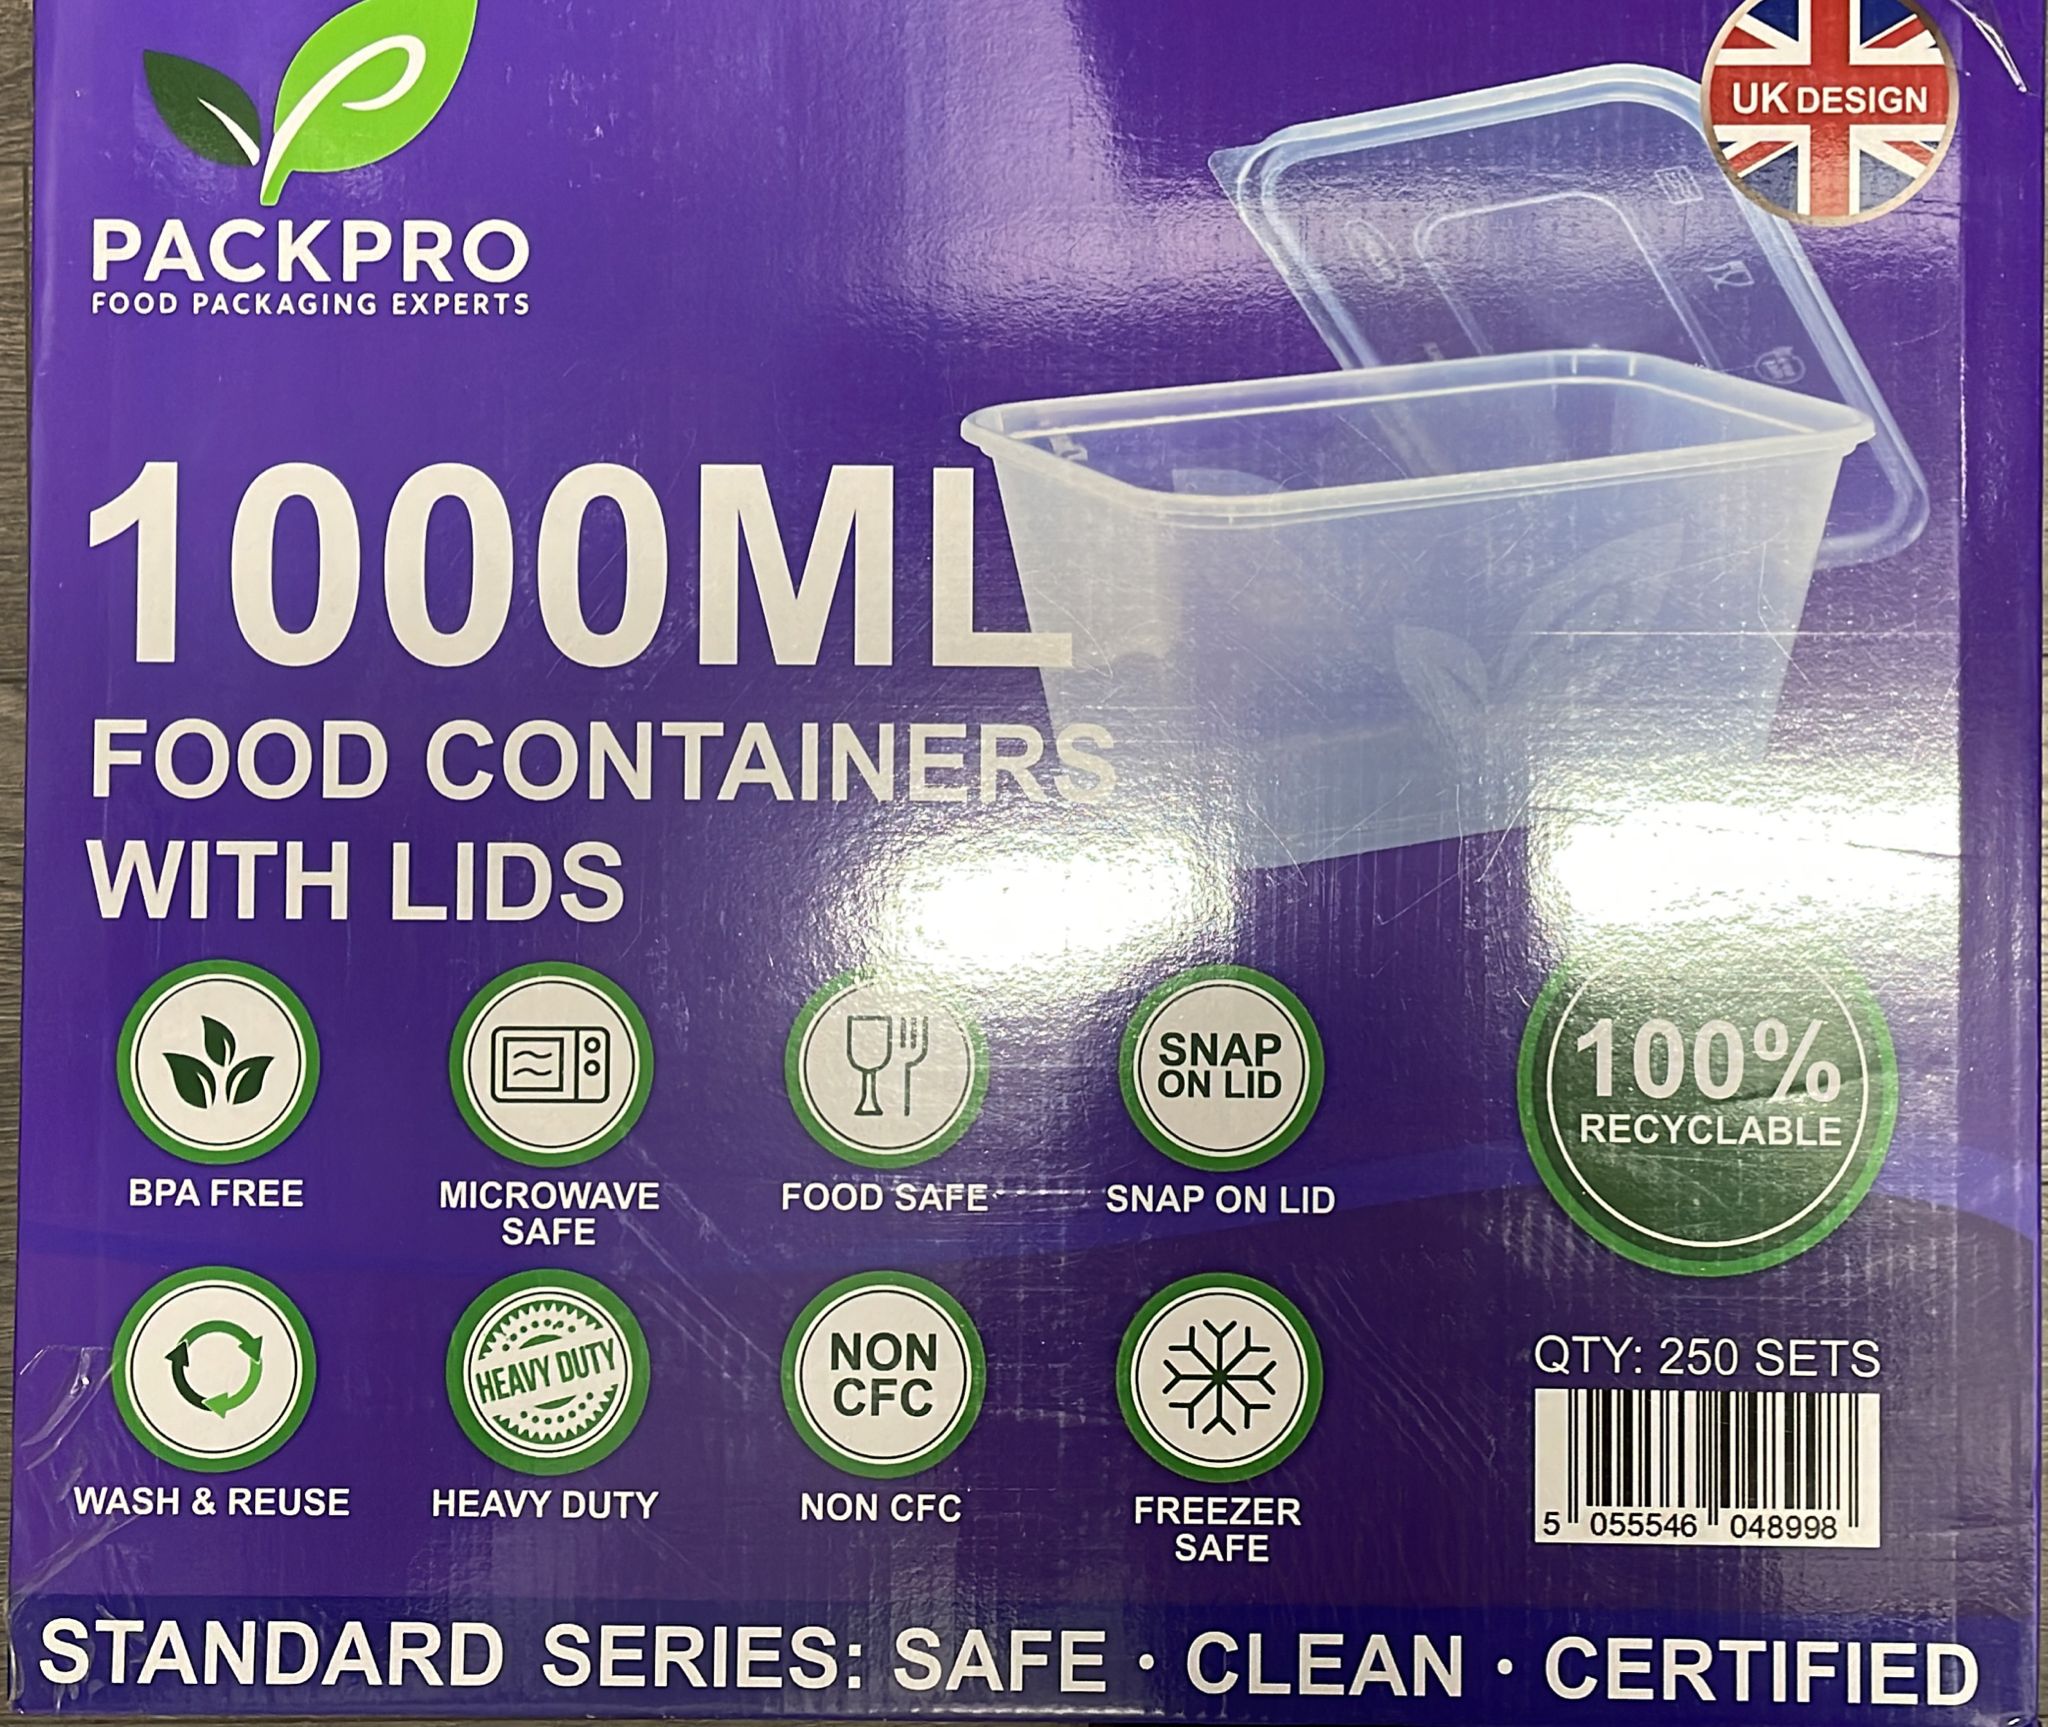 UK DESIGN
PACKPRO
FOOD PACKAGING EXPERTS
1000ML
FOOD CONTAINERS
WITH LIDS
SNAP
ON LID
100%
RECYCLABLE
BPA FREE
MICROWAVE
SAFE
FOOD SAFE
SNAP ON LID
HEAVY DUTY
NON
CFC
QTY: 250 SETS
5 055546 048998
WASH & REUSE
HEAVY DUTY
NON CFC
FREEZER
SAFE
STANDARD SERIES: SAFE · CLEAN · CERTIFIED